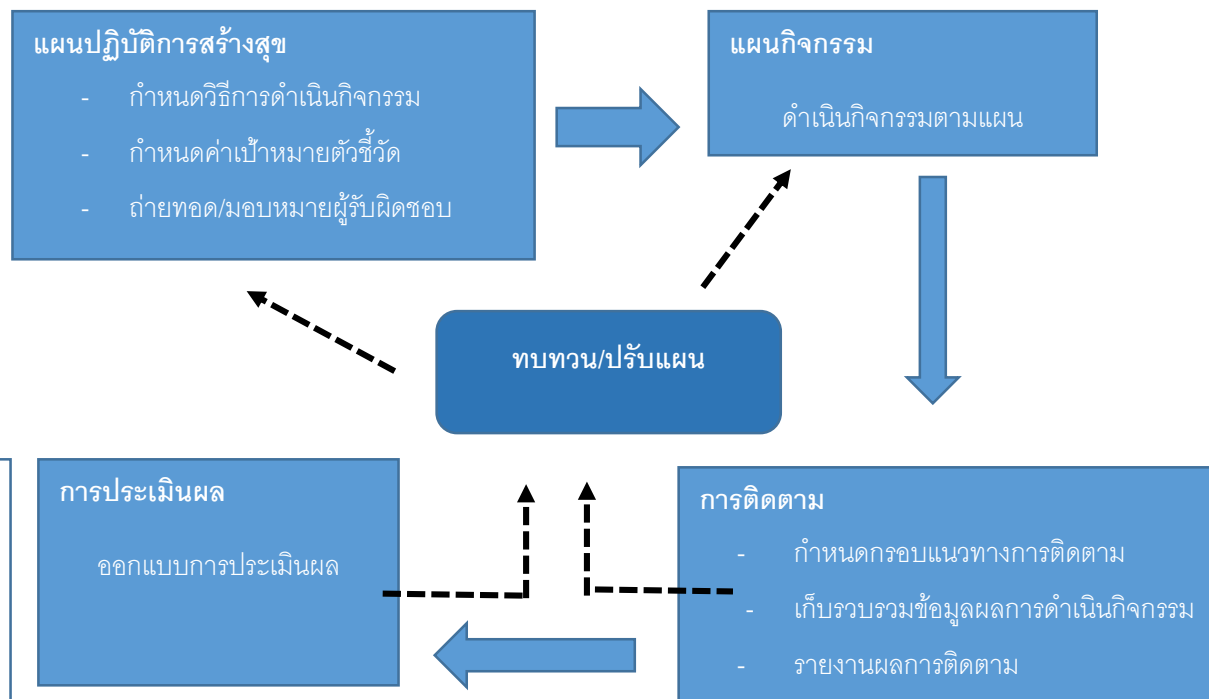 แผนปฏิบัติการสร้างสุข
- กำหนดวิธีการดำเนินกิจกรรม
- กำหนดค่าเป้าหมายตัวชี้วัด
- ถ่ายทอด/มอบหมายผู้รับผิดชอบ
แผนกิจกรรม
ดำเนินกิจกรรมตามแผน
ทบทวน/ปรับแผน
การประเมินผล
ออกแบบการประเมินผล
การติดตาม
- กำหนดกรอบแนวทางการติดตาม
- เก็บรวบรวมข้อมูลผลการดำเนินกิจกรรม
- รายงานผลการติดตาม